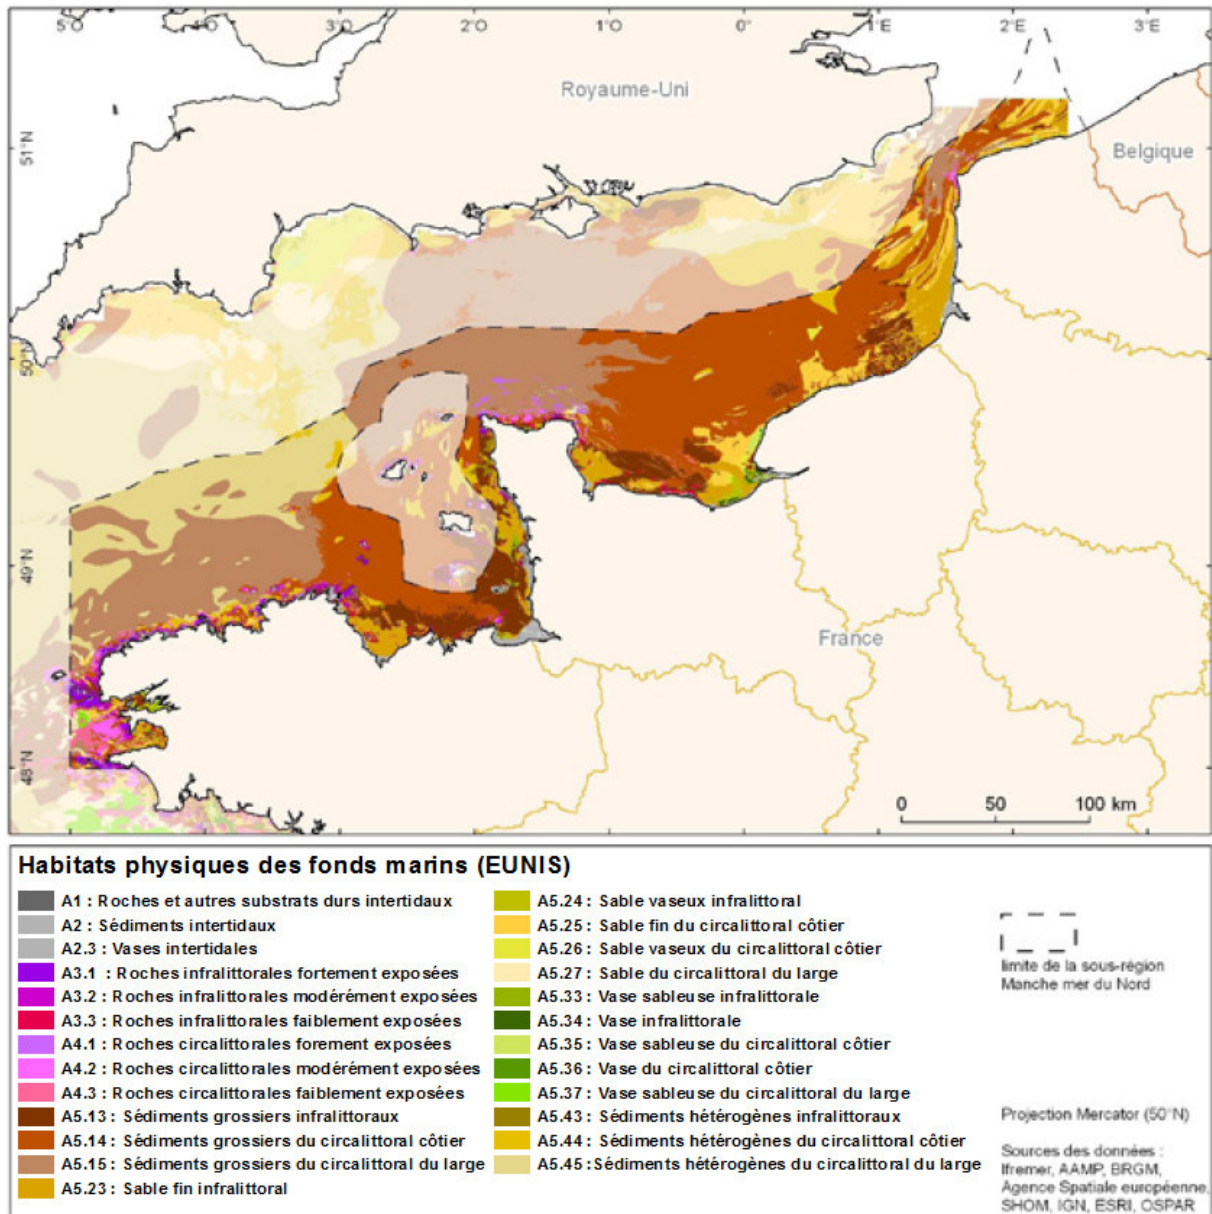 5°O 4°O 3°O 2°O 1°O 0° 1°E 2°E 3°E
Royaume-Uni
51°N
Belgique
50°N
49°N
France
48°N
0 50 100 km
Habitats physiques des fonds marins (EUNIS)
A1 : Roches et autres substrats durs intertidaux
A2 : Sédiments intertidaux
A2.3 : Vases intertidales
A3.1 : Roches infralittorales fortement exposées
A3.2 : Roches infralittorales modérément exposées
A3.3 : Roches infralittorales faiblement exposées
A4.1 : Roches circalittorales forement exposées
A4.2 : Roches circalittorales modérément exposées
A4.3 : Roches circalittorales faiblement exposées
A5.13 : Sédiments grossiers infralittoraux
A5.14 : Sédiments grossiers du circalittoral côtier
A5.15 : Sédiments grossiers du circalittoral du large
A5.23 : Sable fin infralittoral
A5.24 : Sable vaseux infralittoral
A5.25 : Sable fin du circalittoral côtier
A5.26 : Sable vaseux du circalittoral côtier
A5.27 : Sable du circalittoral du large
A5.33 : Vase sableuse infralittorale
A5.34 : Vase infralittorale
A5.35 : Vase sableuse du circalittoral côtier
A5.36 : Vase du circalittoral côtier
A5.37 : Vase sableuse du circalittoral du large
A5.43 : Sédiments hétérogènes infralittoraux
A5.44 : Sédiments hétérogènes du circalittoral côtier
A5.45 : Sédiments hétérogènes du circalittoral du large
limite de la sous-région
Manche mer du Nord
Projection Mercator (50°N)
Sources des données :
Ifremer, AAMP, BRGM,
Agence Spatiale européenne,
SHOM, IGN, ESRI, OSPAR